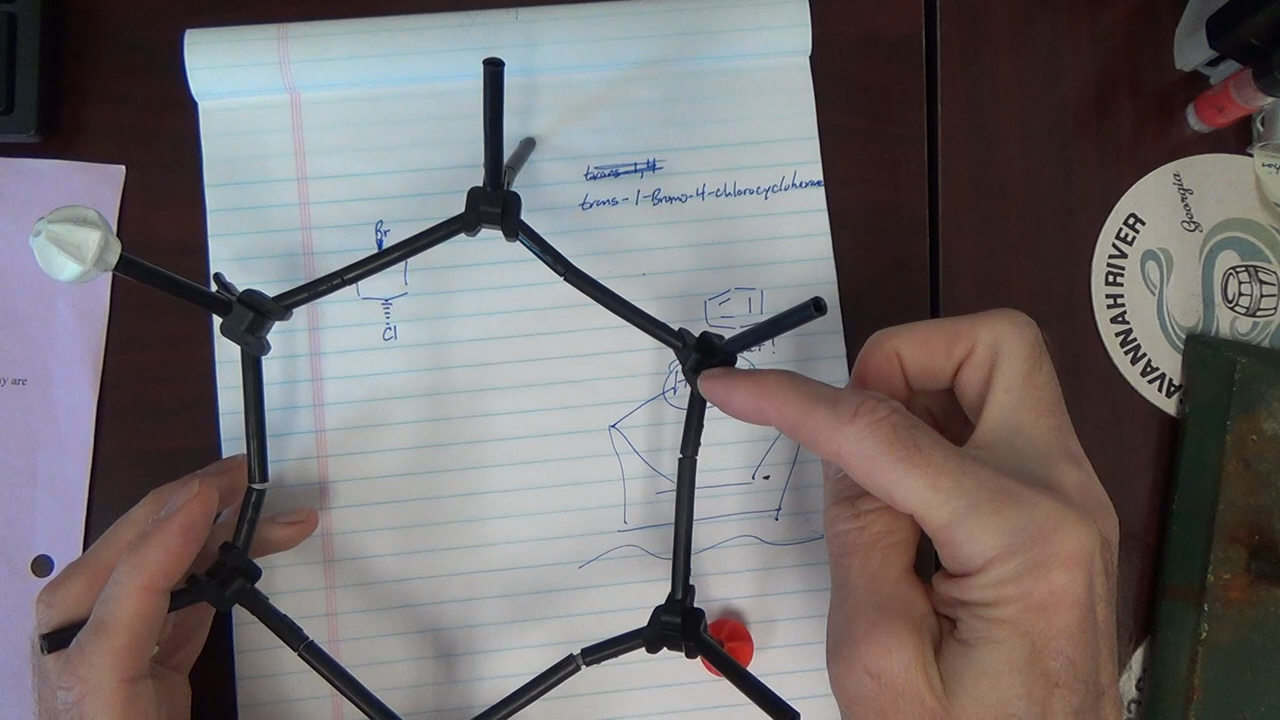 trans-1,4
trans-1-Bromo-4-chlorocyclohexane
Br
Cl
y are
Georgia
SAVANNAH RIVER